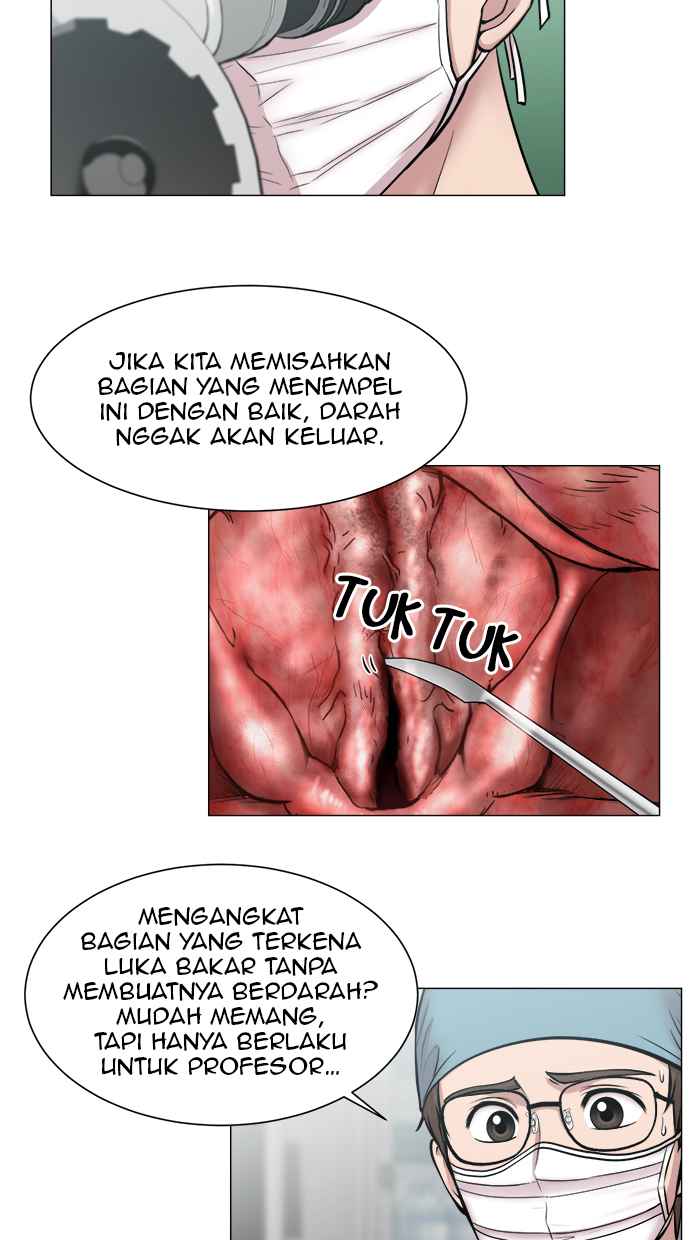 JIKA KITA MEMISAHKAN
BAGIAN YANG MENEMPEL
INI DENGAN BAIK, DARAH
NGGAK AKAN KELUAR.
TUK TUK
MENGANGKAT
BAGIAN YANG TERKENA
LUKA BAKAR TANPA
MEMBUATNYA BERDARAH?
MUDAH MEMANG,
TAPI HANYA BERLAKU
UNTUK PROFESOR...